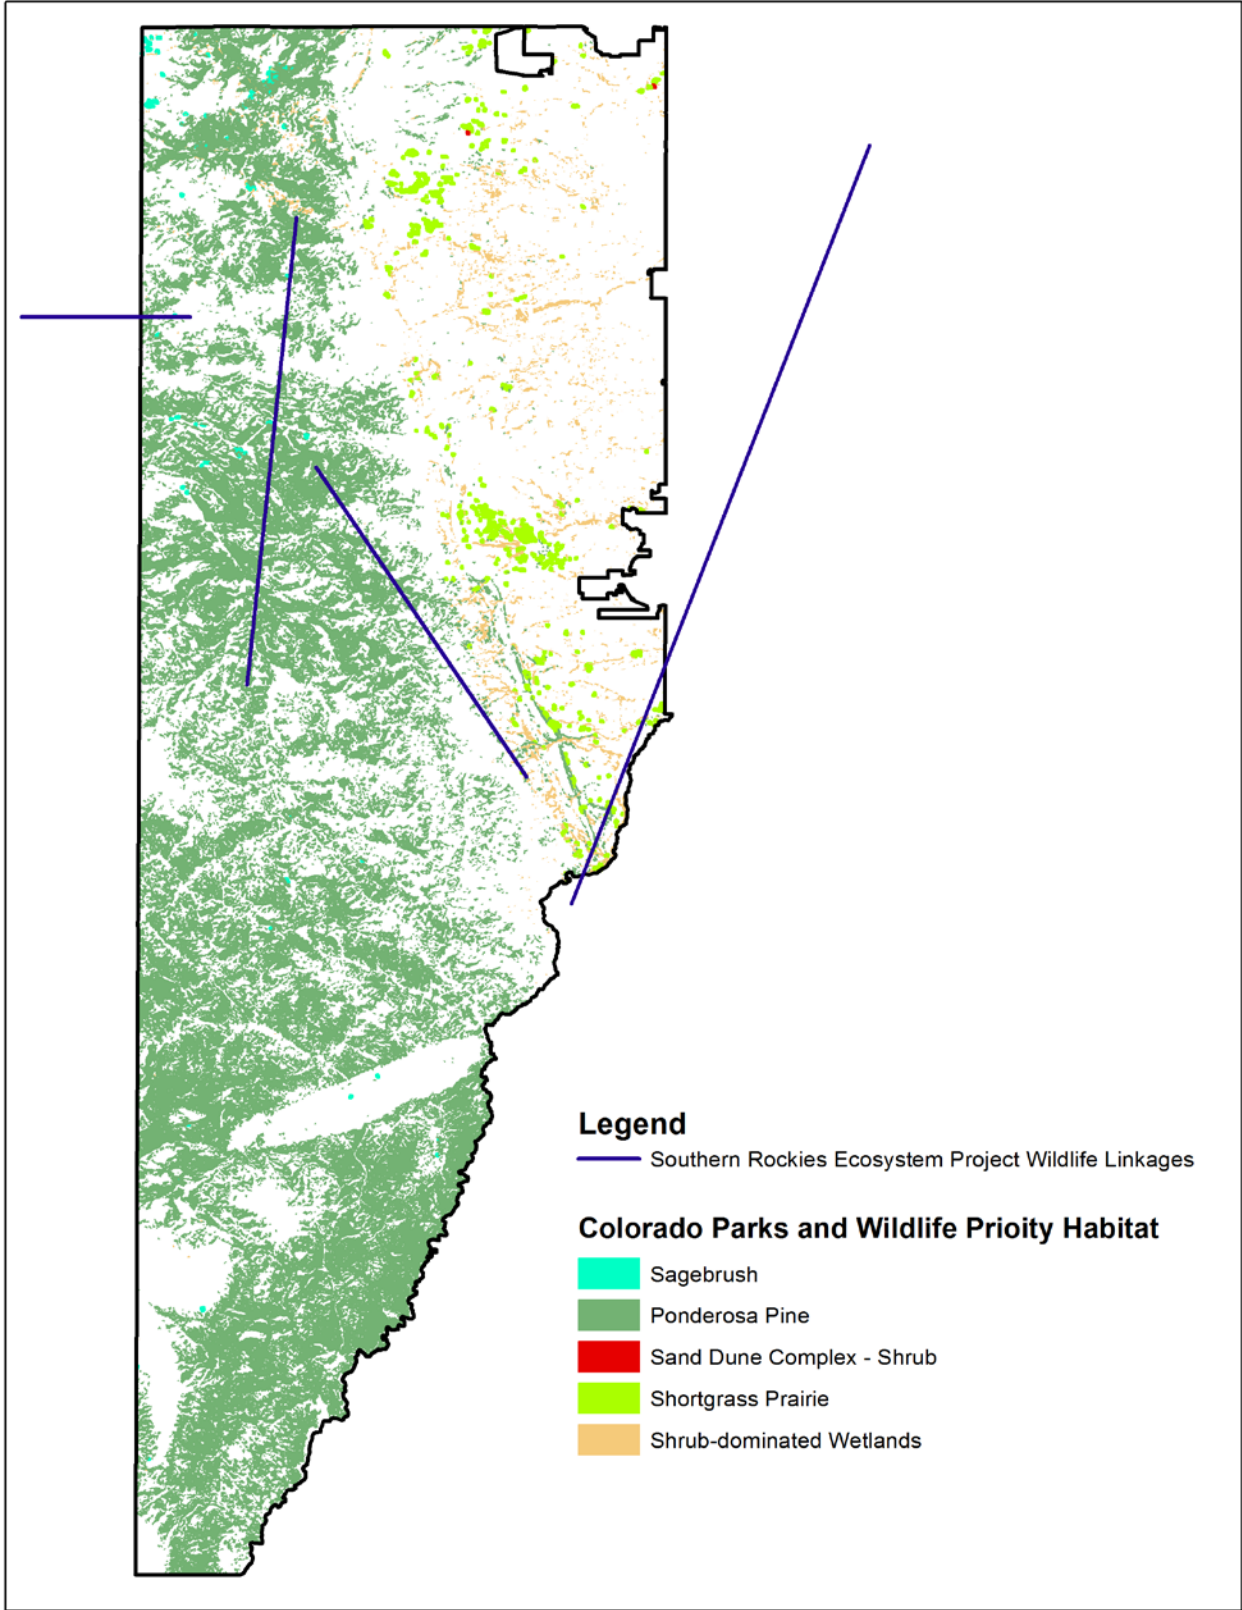 Legend
Southern Rockies Ecosystem Project Wildlife Linkages
Colorado Parks and Wildlife Prioity Habitat
Sagebrush
Ponderosa Pine
Sand Dune Complex - Shrub
Shortgrass Prairie
Shrub-dominated Wetlands